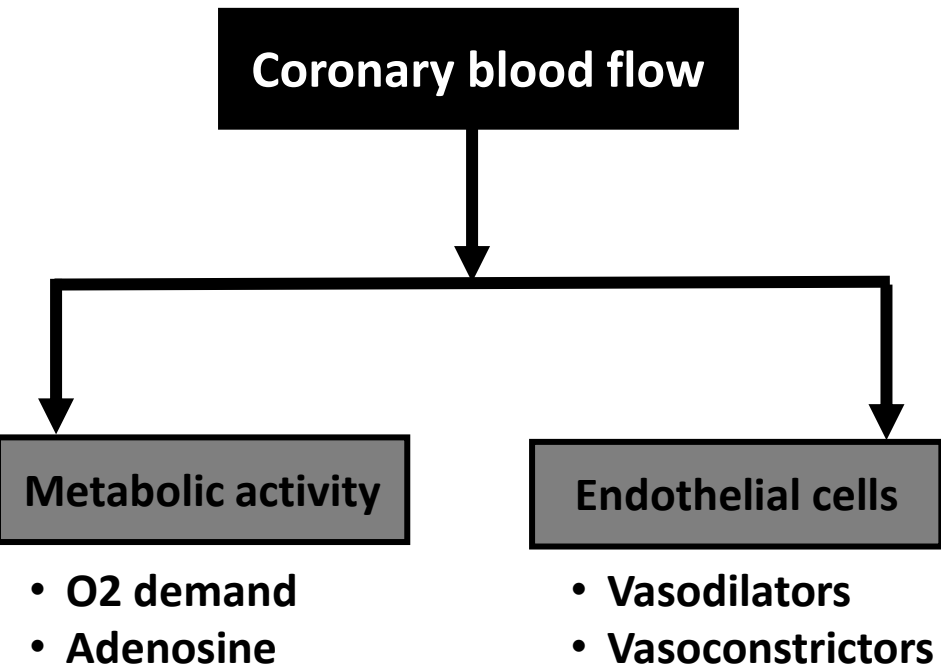 Coronary blood flow
Metabolic activity
• O2 demand
• Adenosine
Endothelial cells
• Vasodilators
• Vasoconstrictors